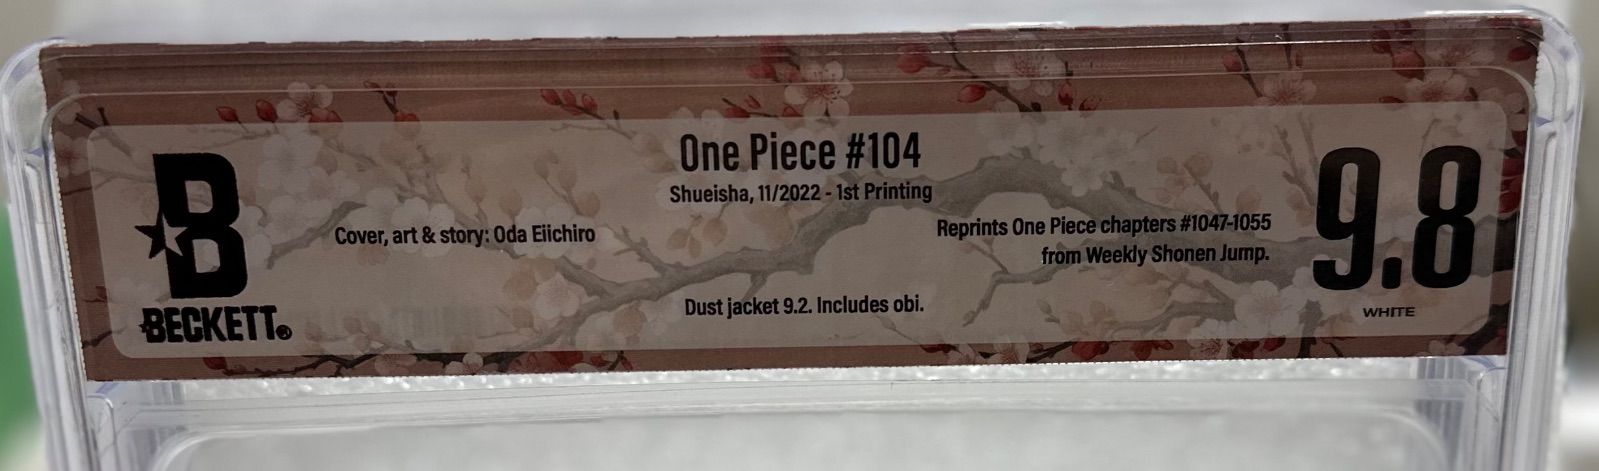 One Piece #104
Shueisha, 11/2022 - 1st Printing
Cover, art & story: Oda Eiichiro
Reprints One Piece chapters #1047-1055
from Weekly Shonen Jump.
Dust jacket 9.2. Includes obi.
B
BECKETT®
9.8
WHITE